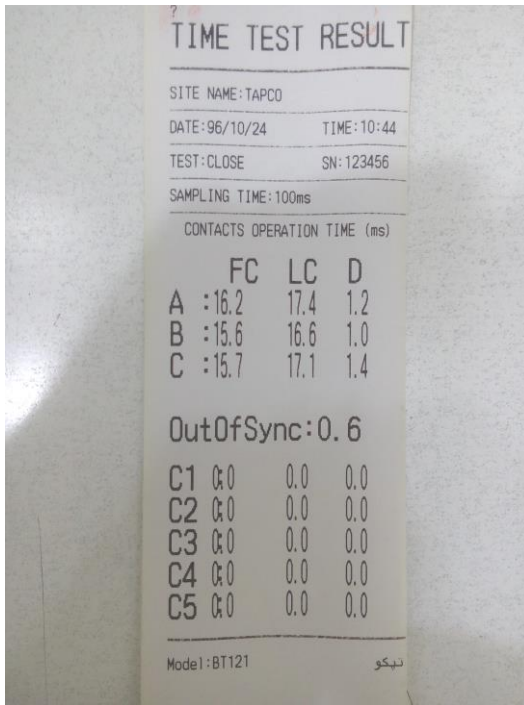 ?
TIME TEST RESULT
SITE NAME:TAPCO
DATE:96/10/24 TIME:10:44
TEST:CLOSE SN:123456
SAMPLING TIME:100ms
CONTACTS OPERATION TIME (ms)
FC LC D
A :16.2 17.4 1.2
B :15.6 16.6 1.0
C :15.7 17.1 1.4
OutOfSync:0.6
C1 0:0 0.0 0.0
C2 0:0 0.0 0.0
C3 0:0 0.0 0.0
C4 0:0 0.0 0.0
C5 0:0 0.0 0.0
Model:BT121 تپکو